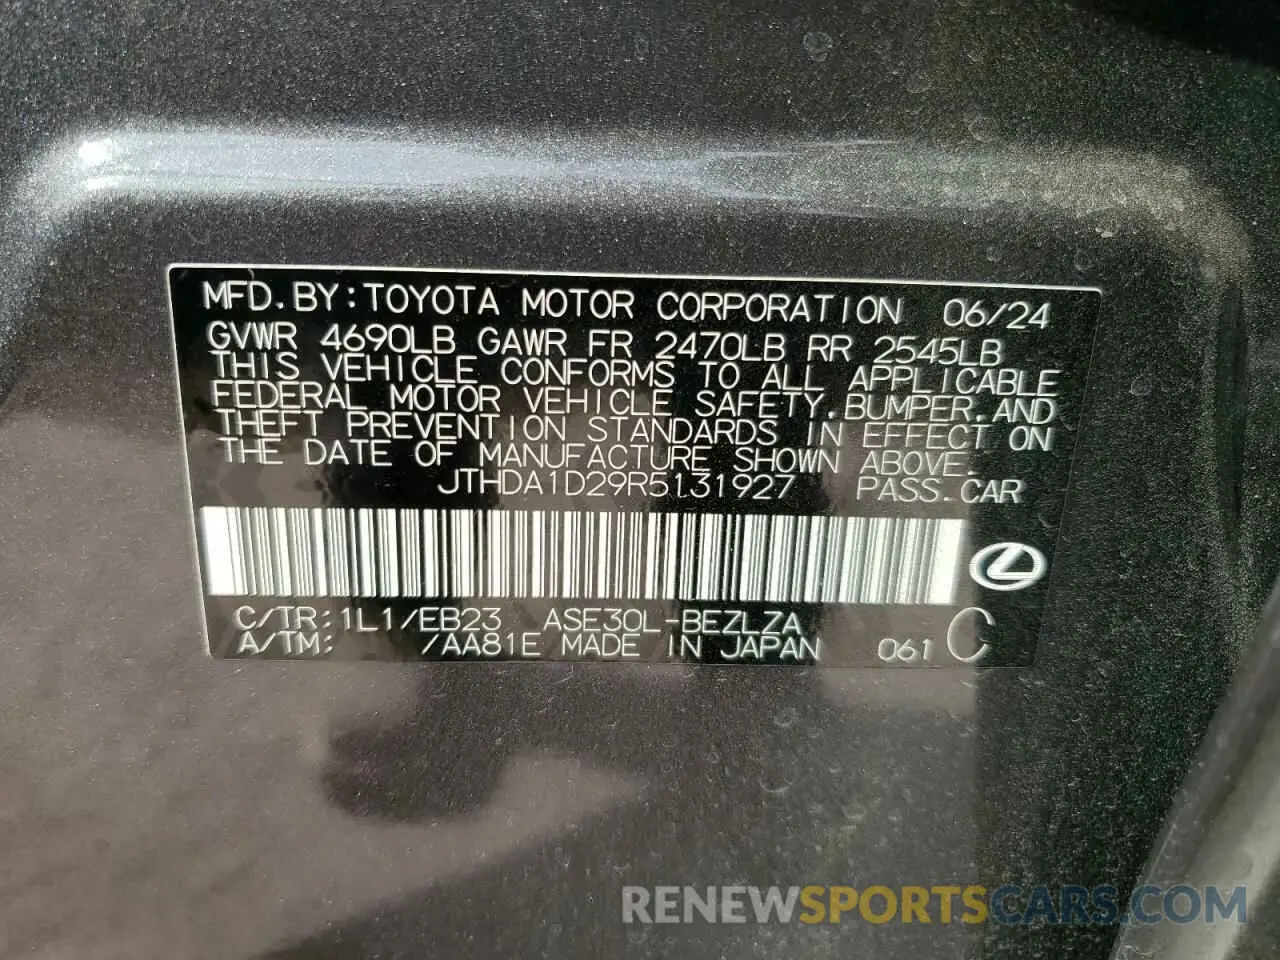 MFD.BY:TOYOTA MOTOR CORPORATION 06/24
GVWR 4690LB GAWR FR 2470LB RR 2545LB
THIS VEHICLE CONFORMS TO ALL APPLICABLE
FEDERAL MOTOR VEHICLE SAFETY,BUMPER,AND
THEFT PREVENTION STANDARDS IN EFFECT ON
THE DATE OF MANUFACTURE SHOWN ABOVE.
JTHDA1D29R5131927 PASS.CAR
C/TR:1L1/EB23 ASE30L-BEZLZA
A/TM: /AA81E MADE IN JAPAN 061 C
RENEWSPORTSCARS.COM